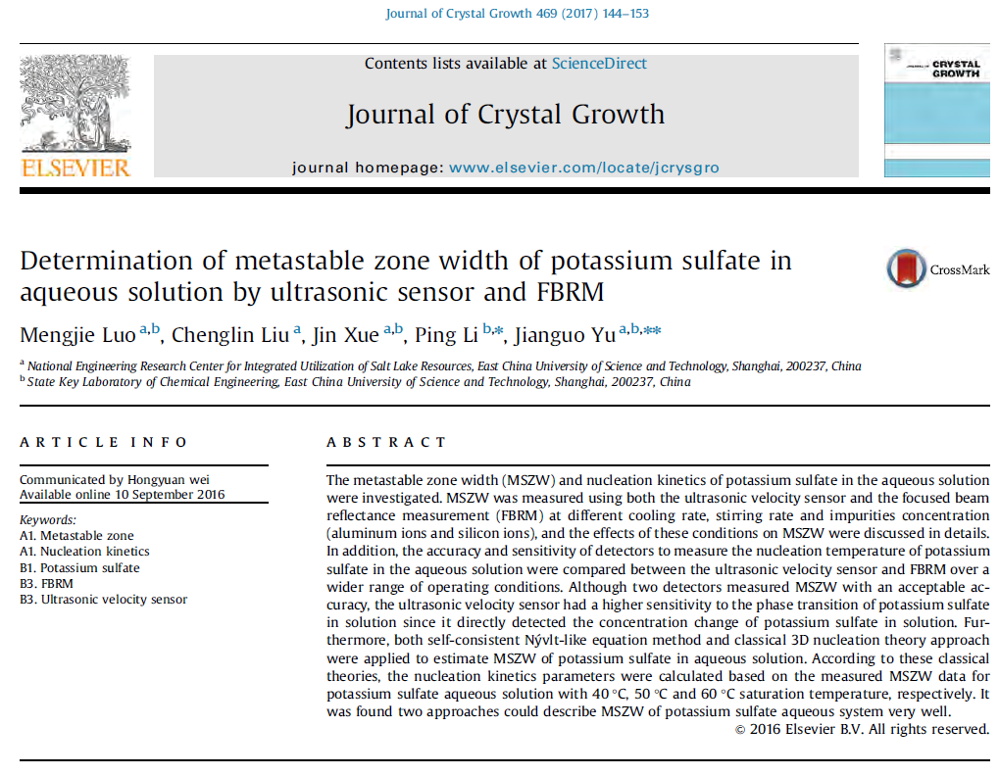 Journal of Crystal Growth 469 (2017) 144–153
Contents lists available at ScienceDirect
Journal of Crystal Growth
journal homepage: www.elsevier.com/locate/jcrysgro
ELSEVIER
CRYSTAL
GROWTH
Determination of metastable zone width of potassium sulfate in
aqueous solution by ultrasonic sensor and FBRM
CrossMark
Mengjie Luo a,b, Chenglin Liu a, Jin Xue a,b, Ping Li b,*, Jianguo Yu a,b,**
a National Engineering Research Center for Integrated Utilization of Salt Lake Resources, East China University of Science and Technology, Shanghai, 200237, China
b State Key Laboratory of Chemical Engineering, East China University of Science and Technology, Shanghai, 200237, China
ARTICLE INFO
Communicated by Hongyuan wei
Available online 10 September 2016
Keywords:
A1. Metastable zone
A1. Nucleation kinetics
B1. Potassium sulfate
B3. FBRM
B3. Ultrasonic velocity sensor
ABSTRACT
The metastable zone width (MSZW) and nucleation kinetics of potassium sulfate in the aqueous solution
were investigated. MSZW was measured using both the ultrasonic velocity sensor and the focused beam
reflectance measurement (FBRM) at different cooling rate, stirring rate and impurities concentration
(aluminum ions and silicon ions), and the effects of these conditions on MSZW were discussed in details.
In addition, the accuracy and sensitivity of detectors to measure the nucleation temperature of potassium
sulfate in the aqueous solution were compared between the ultrasonic velocity sensor and FBRM over a
wider range of operating conditions. Although two detectors measured MSZW with an acceptable ac-
curacy, the ultrasonic velocity sensor had a higher sensitivity to the phase transition of potassium sulfate
in solution since it directly detected the concentration change of potassium sulfate in solution. Fur-
thermore, both self-consistent Nývlt-like equation method and classical 3D nucleation theory approach
were applied to estimate MSZW of potassium sulfate in aqueous solution. According to these classical
theories, the nucleation kinetics parameters were calculated based on the measured MSZW data for
potassium sulfate aqueous solution with 40 °C, 50 °C and 60 °C saturation temperature, respectively. It
was found two approaches could describe MSZW of potassium sulfate aqueous system very well.
© 2016 Elsevier B.V. All rights reserved.